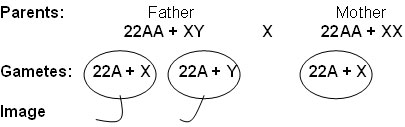 Parents: Father Mother
22AA + XY X 22AA + XX
Gametes: 22A + X 22A + Y 22A + X
Image